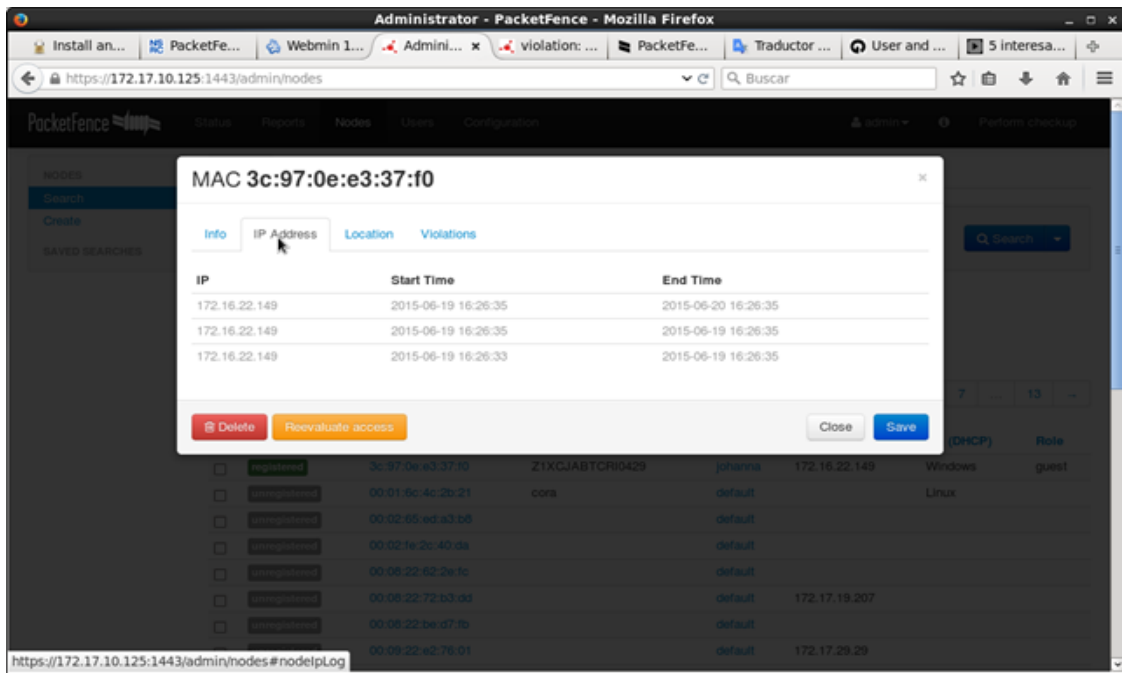 Administrator - PacketFence - Mozilla Firefox
Install an... PacketFe... Webmin 1... Admini... violation: ... PacketFe... Traductor ... User and ... 5 interesa...
https://172.17.10.125:1443/admin/nodes Buscar
PacketFence Status Reports Nodes Users Configuration admin Perform checkup
NODES
Search
Create
SAVED SEARCHES
Search
MAC 3c:97:0e:e3:37:f0 ×
Info IP Address Location Violations
IP Start Time End Time
172.16.22.149 2015-06-19 16:26:35 2015-06-20 16:26:35
172.16.22.149 2015-06-19 16:26:35 2015-06-19 16:26:35
172.16.22.149 2015-06-19 16:26:33 2015-06-19 16:26:35
Delete Reevaluate access Close Save
7 ... 13 →
(DHCP) Role
registered 3c:97:0e:e3:37:f0 Z1XCJABTCRI0429 johanna 172.16.22.149 Windows guest
unregistered 00:01:6c:4c:2b:21 cora default Linux
unregistered 00:02:65:ed:a3:b8 default
unregistered 00:02:fe:2c:40:da default
unregistered 00:08:22:62:2e:fc default
unregistered 00:08:22:72:b3:dd default 172.17.19.207
unregistered 00:08:22:be:d7:fb default
00:09:22:e2:76:01 default 172.17.29.29
https://172.17.10.125:1443/admin/nodes#nodeIpLog